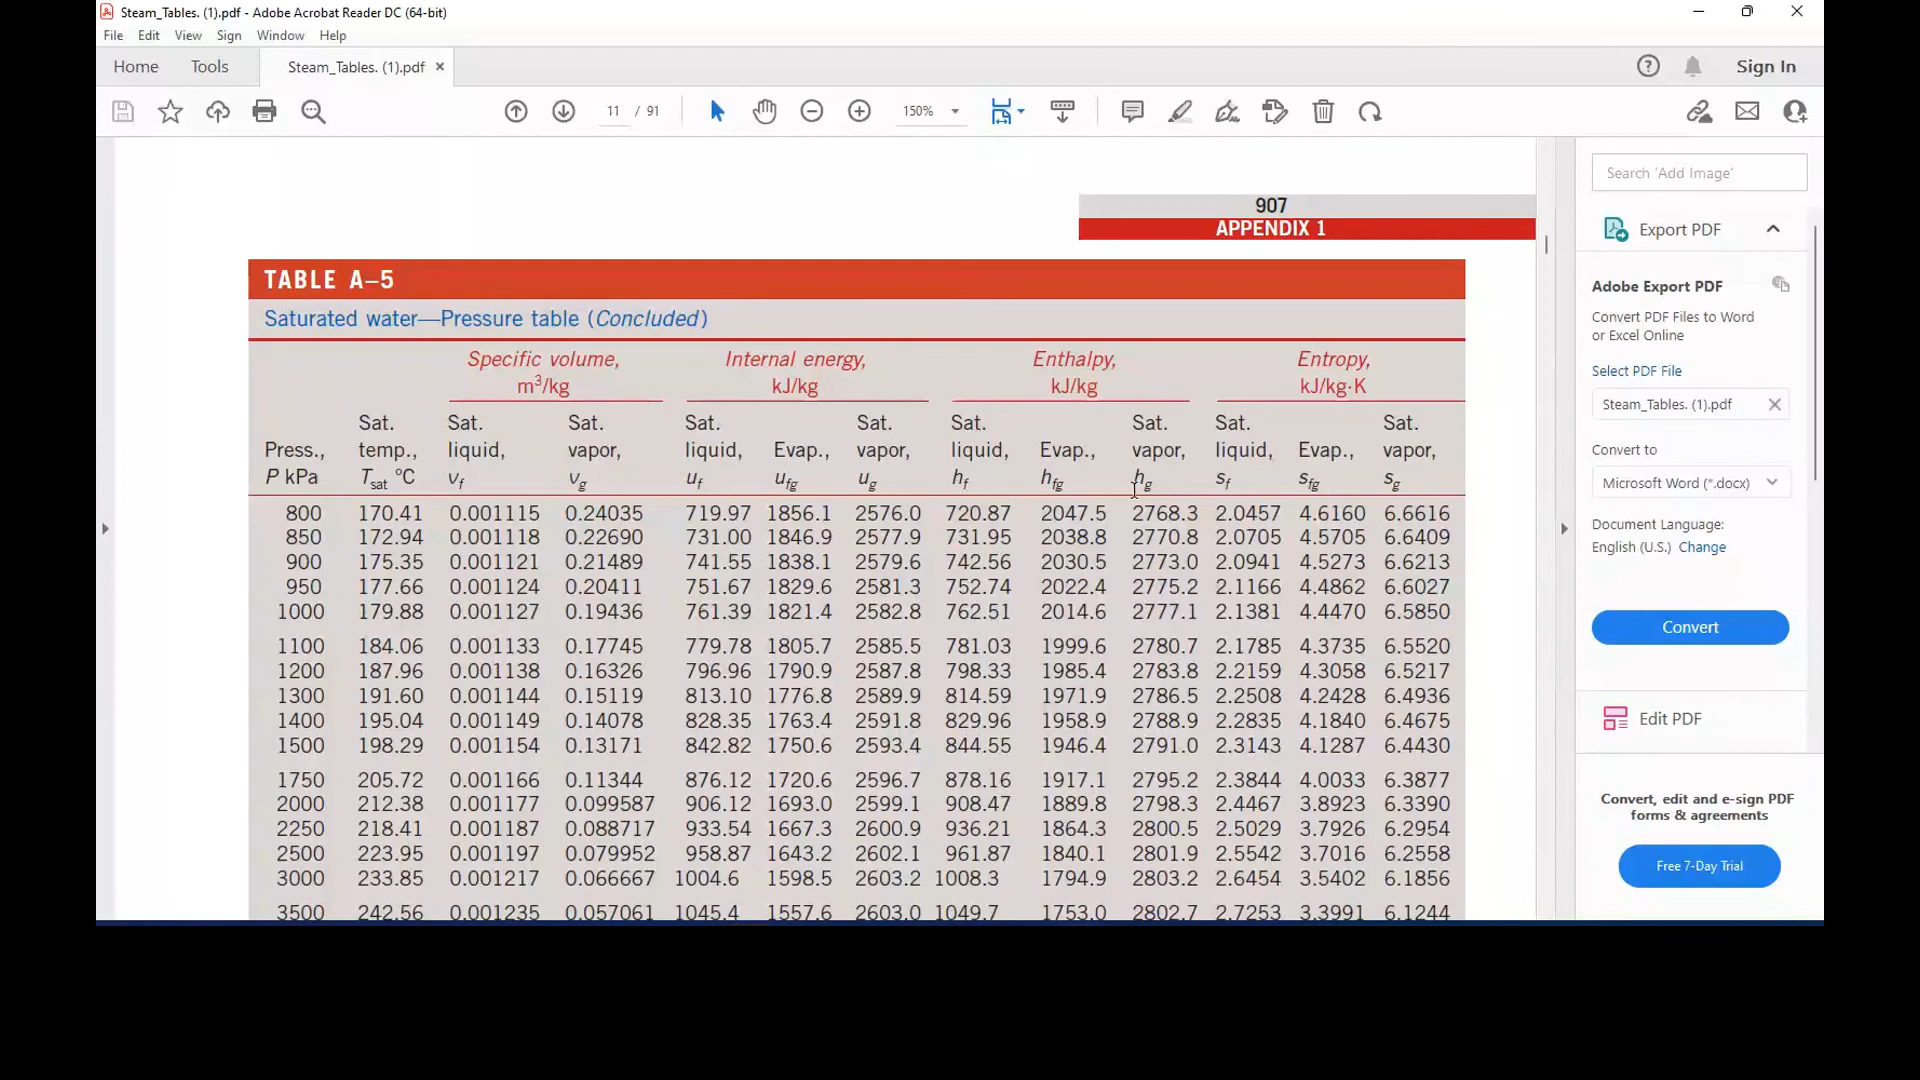 Steam_Tables. (1).pdf - Adobe Acrobat Reader DC (64-bit)
File Edit View Sign Window Help
Home Tools Steam_Tables. (1).pdf × Sign In
11 / 91 150%
907
APPENDIX 1
TABLE A–5
Saturated water—Pressure table (Concluded)
Specific volume, Internal energy, Enthalpy, Entropy,
m³/kg kJ/kg kJ/kg kJ/kg·K
Sat. Sat. Sat. Sat. Sat. Sat. Sat. Sat. Sat.
Press., temp., liquid, vapor, liquid, Evap., vapor, liquid, Evap., vapor, liquid, Evap., vapor,
P kPa Tsat °C vf vg uf ufg ug hf hfg hg sf sfg sg
800 170.41 0.001115 0.24035 719.97 1856.1 2576.0 720.87 2047.5 2768.3 2.0457 4.6160 6.6616
850 172.94 0.001118 0.22690 731.00 1846.9 2577.9 731.95 2038.8 2770.8 2.0705 4.5705 6.6409
900 175.35 0.001121 0.21489 741.55 1838.1 2579.6 742.56 2030.5 2773.0 2.0941 4.5273 6.6213
950 177.66 0.001124 0.20411 751.67 1829.6 2581.3 752.74 2022.4 2775.2 2.1166 4.4862 6.6027
1000 179.88 0.001127 0.19436 761.39 1821.4 2582.8 762.51 2014.6 2777.1 2.1381 4.4470 6.5850
1100 184.06 0.001133 0.17745 779.78 1805.7 2585.5 781.03 1999.6 2780.7 2.1785 4.3735 6.5520
1200 187.96 0.001138 0.16326 796.96 1790.9 2587.8 798.33 1985.4 2783.8 2.2159 4.3058 6.5217
1300 191.60 0.001144 0.15119 813.10 1776.8 2589.9 814.59 1971.9 2786.5 2.2508 4.2428 6.4936
1400 195.04 0.001149 0.14078 828.35 1763.4 2591.8 829.96 1958.9 2788.9 2.2835 4.1840 6.4675
1500 198.29 0.001154 0.13171 842.82 1750.6 2593.4 844.55 1946.4 2791.0 2.3143 4.1287 6.4430
1750 205.72 0.001166 0.11344 876.12 1720.6 2596.7 878.16 1917.1 2795.2 2.3844 4.0033 6.3877
2000 212.38 0.001177 0.099587 906.12 1693.0 2599.1 908.47 1889.8 2798.3 2.4467 3.8923 6.3390
2250 218.41 0.001187 0.088717 933.54 1667.3 2600.9 936.21 1864.3 2800.5 2.5029 3.7926 6.2954
2500 223.95 0.001197 0.079952 958.87 1643.2 2602.1 961.87 1840.1 2801.9 2.5542 3.7016 6.2558
3000 233.85 0.001217 0.066667 1004.6 1598.5 2603.2 1008.3 1794.9 2803.2 2.6454 3.5402 6.1856
3500 242.56 0.001235 0.057061 1045.4 1557.6 2603.0 1049.7 1753.0 2802.7 2.7253 3.3991 6.1244
Search 'Add Image'
Export PDF
Adobe Export PDF
Convert PDF Files to Word
or Excel Online
Select PDF File
Steam_Tables. (1).pdf
Convert to
Microsoft Word (*.docx)
Document Language:
English (U.S.) Change
Convert
Edit PDF
Convert, edit and e-sign PDF
forms & agreements
Free 7-Day Trial